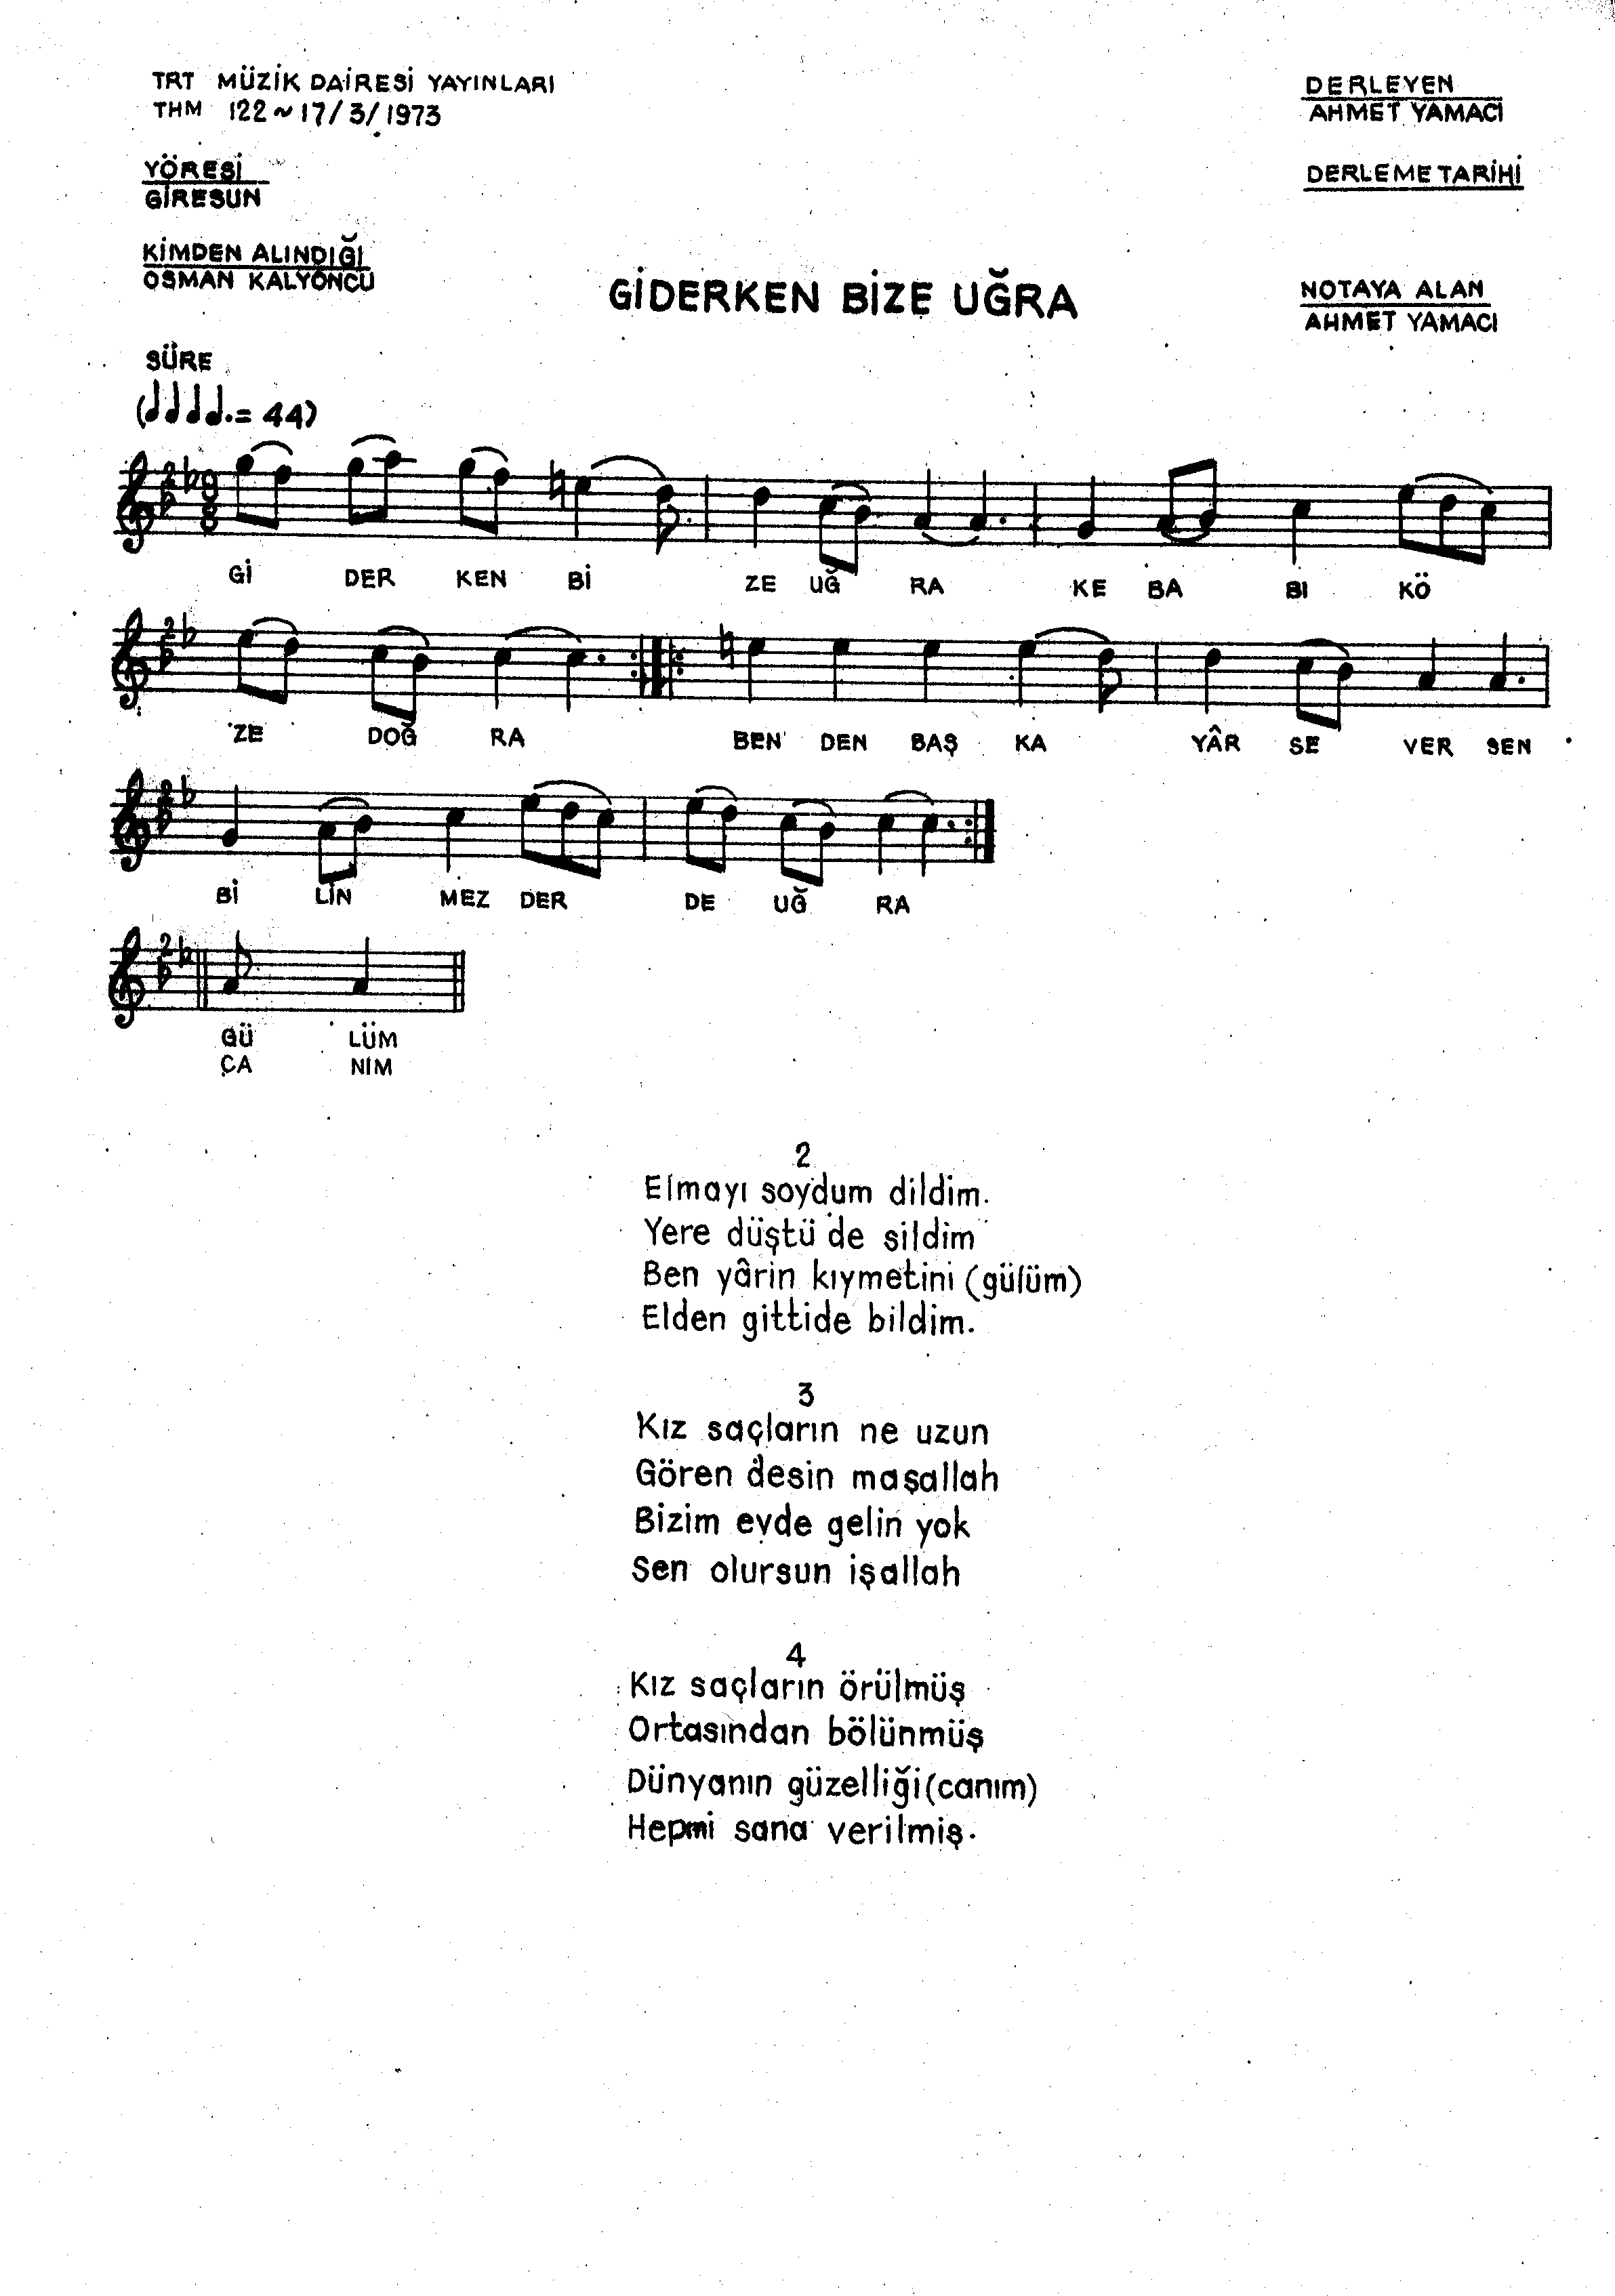 TRT MÜZİK DAİRESİ YAYINLARI
THM 122~17/3/1973
DERLEYEN
AHMET YAMACI
YÖRESİ
GİRESUN
DERLEME TARİHİ
KİMDEN ALINDIĞI
OSMAN KALYONCU
GİDERKEN BİZE UĞRA
NOTAYA ALAN
AHMET YAMACI
SÜRE
(♩♩♩♩.= 44)
9
8
Gİ DER KEN Bİ ZE UĞ RA KE BA BI KÖ
ZE DOĞ RA BEN DEN BAŞ KA YÂR SE VER SEN
Bİ LİN MEZ DER DE UĞ RA
GÜ LÜM
CA NIM
2
Elmayı soydum dildim.
Yere düştü de sildim
Ben yârin kıymetini (gülüm)
Elden gittide bildim.
3
Kız saçların ne uzun
Gören desin maşallah
Bizim evde gelin yok
Sen olursun işallah
4
Kız saçların örülmüş
Ortasından bölünmüş
Dünyanın güzelliği (canım)
Hepmi sana verilmiş.